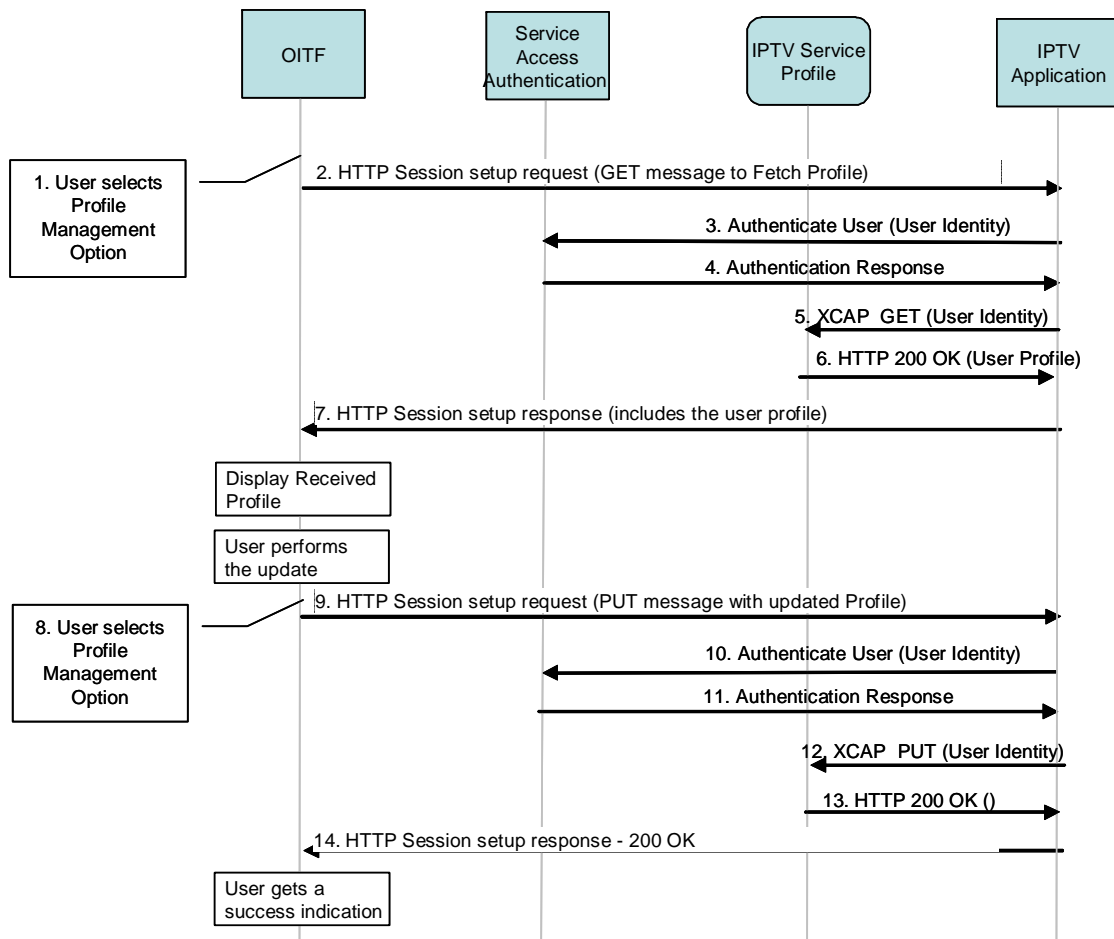 OITF
Service
Access
Authentication
IPTV Service
Profile
IPTV
Application
1. User selects
Profile
Management
Option
2. HTTP Session setup request (GET message to Fetch Profile)
3. Authenticate User (User Identity)
4. Authentication Response
5. XCAP GET (User Identity)
6. HTTP 200 OK (User Profile)
7. HTTP Session setup response (includes the user profile)
Display Received
Profile
User performs
the update
8. User selects
Profile
Management
Option
9. HTTP Session setup request (PUT message with updated Profile)
10. Authenticate User (User Identity)
11. Authentication Response
12. XCAP PUT (User Identity)
13. HTTP 200 OK ()
14. HTTP Session setup response - 200 OK
User gets a
success indication